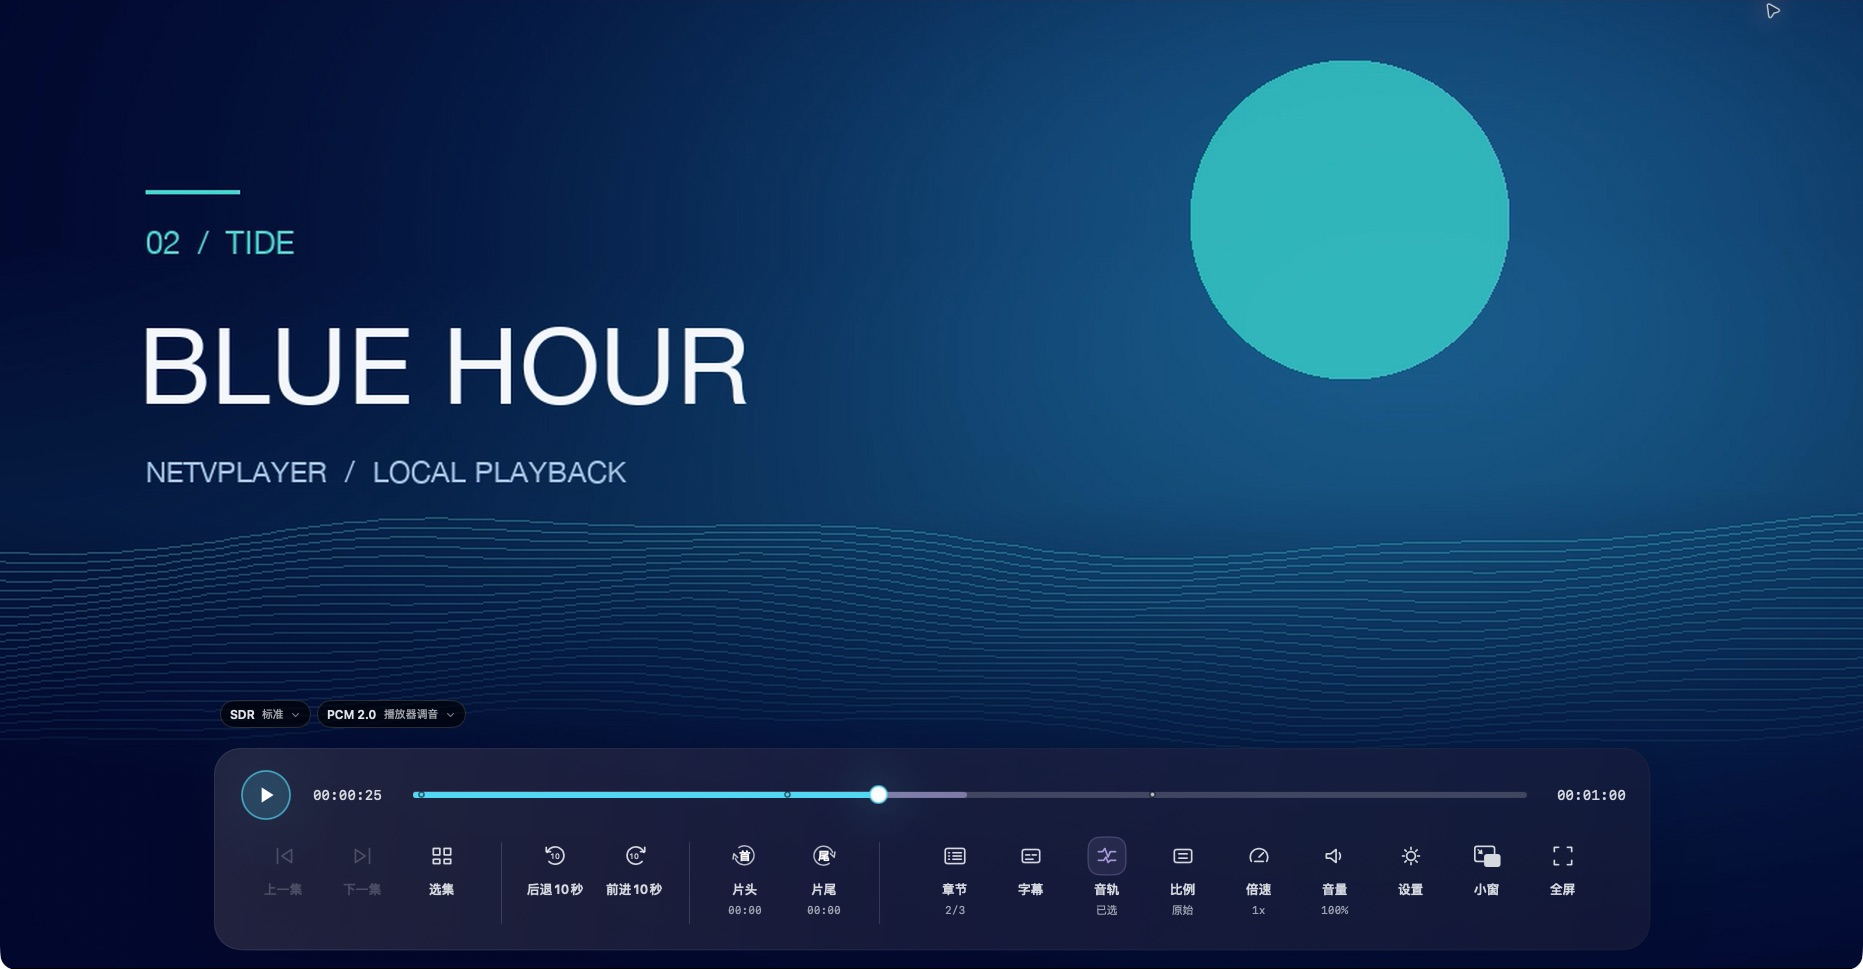 02 / TIDE
BLUE HOUR
NETVPLAYER / LOCAL PLAYBACK
SDR 标准
PCM 2.0 播放器调音
00:00:25
00:01:00
10
10
首
尾
上一集
下一集
选集
后退10秒
前进10秒
片头
片尾
章节
字幕
音轨
比例
倍速
音量
设置
小窗
全屏
00:00
00:00
2/3
已选
原始
1x
100%